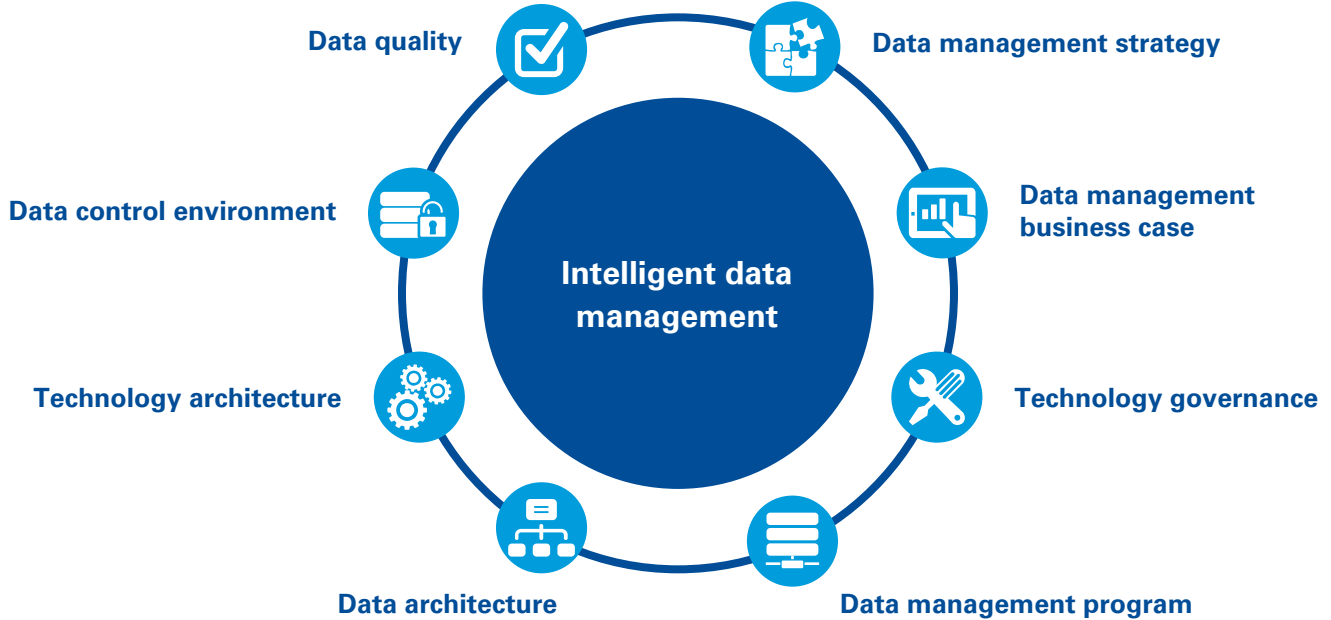 Data quality
Data management strategy
Data control environment
Data management
business case
Intelligent data
management
Technology architecture
Technology governance
Data architecture
Data management program